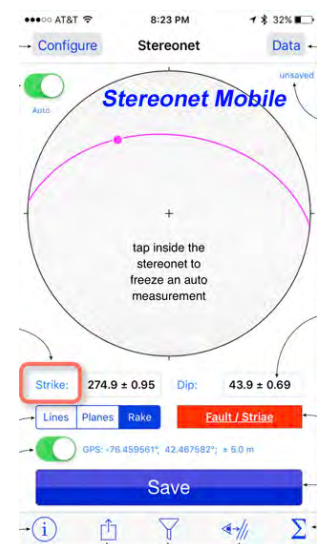 AT&T 8:23 PM 32%
Configure Stereonet Data
unsaved
Auto
Stereonet Mobile
tap inside the
stereonet to
freeze an auto
measurement
Strike: 274.9 ± 0.95 Dip: 43.9 ± 0.69
Lines Planes Rake Fault / Striae
GPS: -76.459561°, 42.467582°; ± 5.0 m
Save